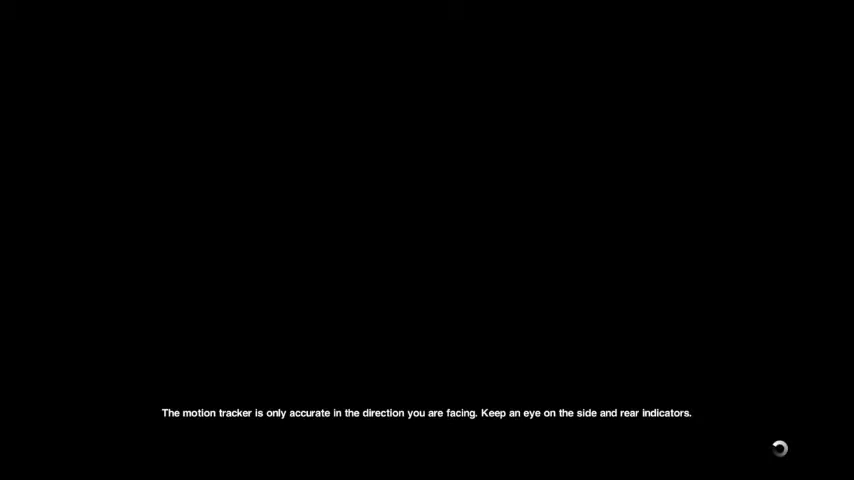 The motion tracker is only accurate in the direction you are facing. Keep an eye on the side and rear indicators.